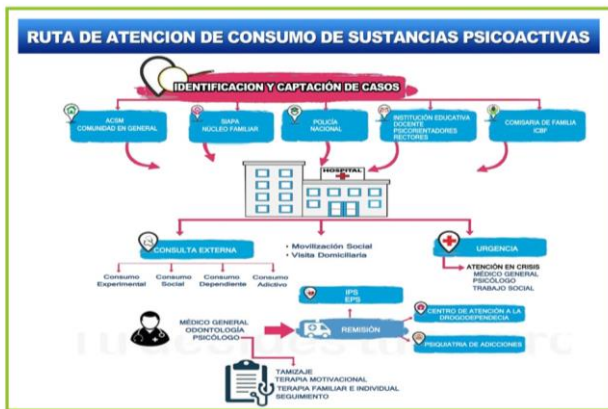 RUTA DE ATENCION DE CONSUMO DE SUSTANCIAS PSICOACTIVAS
IDENTIFICACION Y CAPTACIÓN DE CASOS
ACSM
COMUNIDAD EN GENERAL
SIAPA
NÚCLEO FAMILIAR
POLICÍA
NACIONAL
INSTITUCIÓN EDUCATIVA
DOCENTE
PSICORIENTADORES
RECTORES
COMISARIA DE FAMILIA
ICBF
HOSPITAL
CONSULTA EXTERNA
• Movilización Social
• Visita Domiciliaria
URGENCIA
Consumo
Experimental
Consumo
Social
Consumo
Dependiente
Consumo
Adictivo
ATENCIÓN EN CRISIS
MÉDICO GENERAL
PSICÓLOGO
TRABAJO SOCIAL
IPS
EPS
MÉDICO GENERAL
ODONTOLOGÍA
PSICÓLOGO
REMISIÓN
CENTRO DE ATENCIÓN A LA
DROGODEPENDECIA
PSIQUIATRIA DE ADICCIONES
TAMIZAJE
TERAPIA MOTIVACIONAL
TERAPIA FAMILIAR E INDIVIDUAL
SEGUIMIENTO